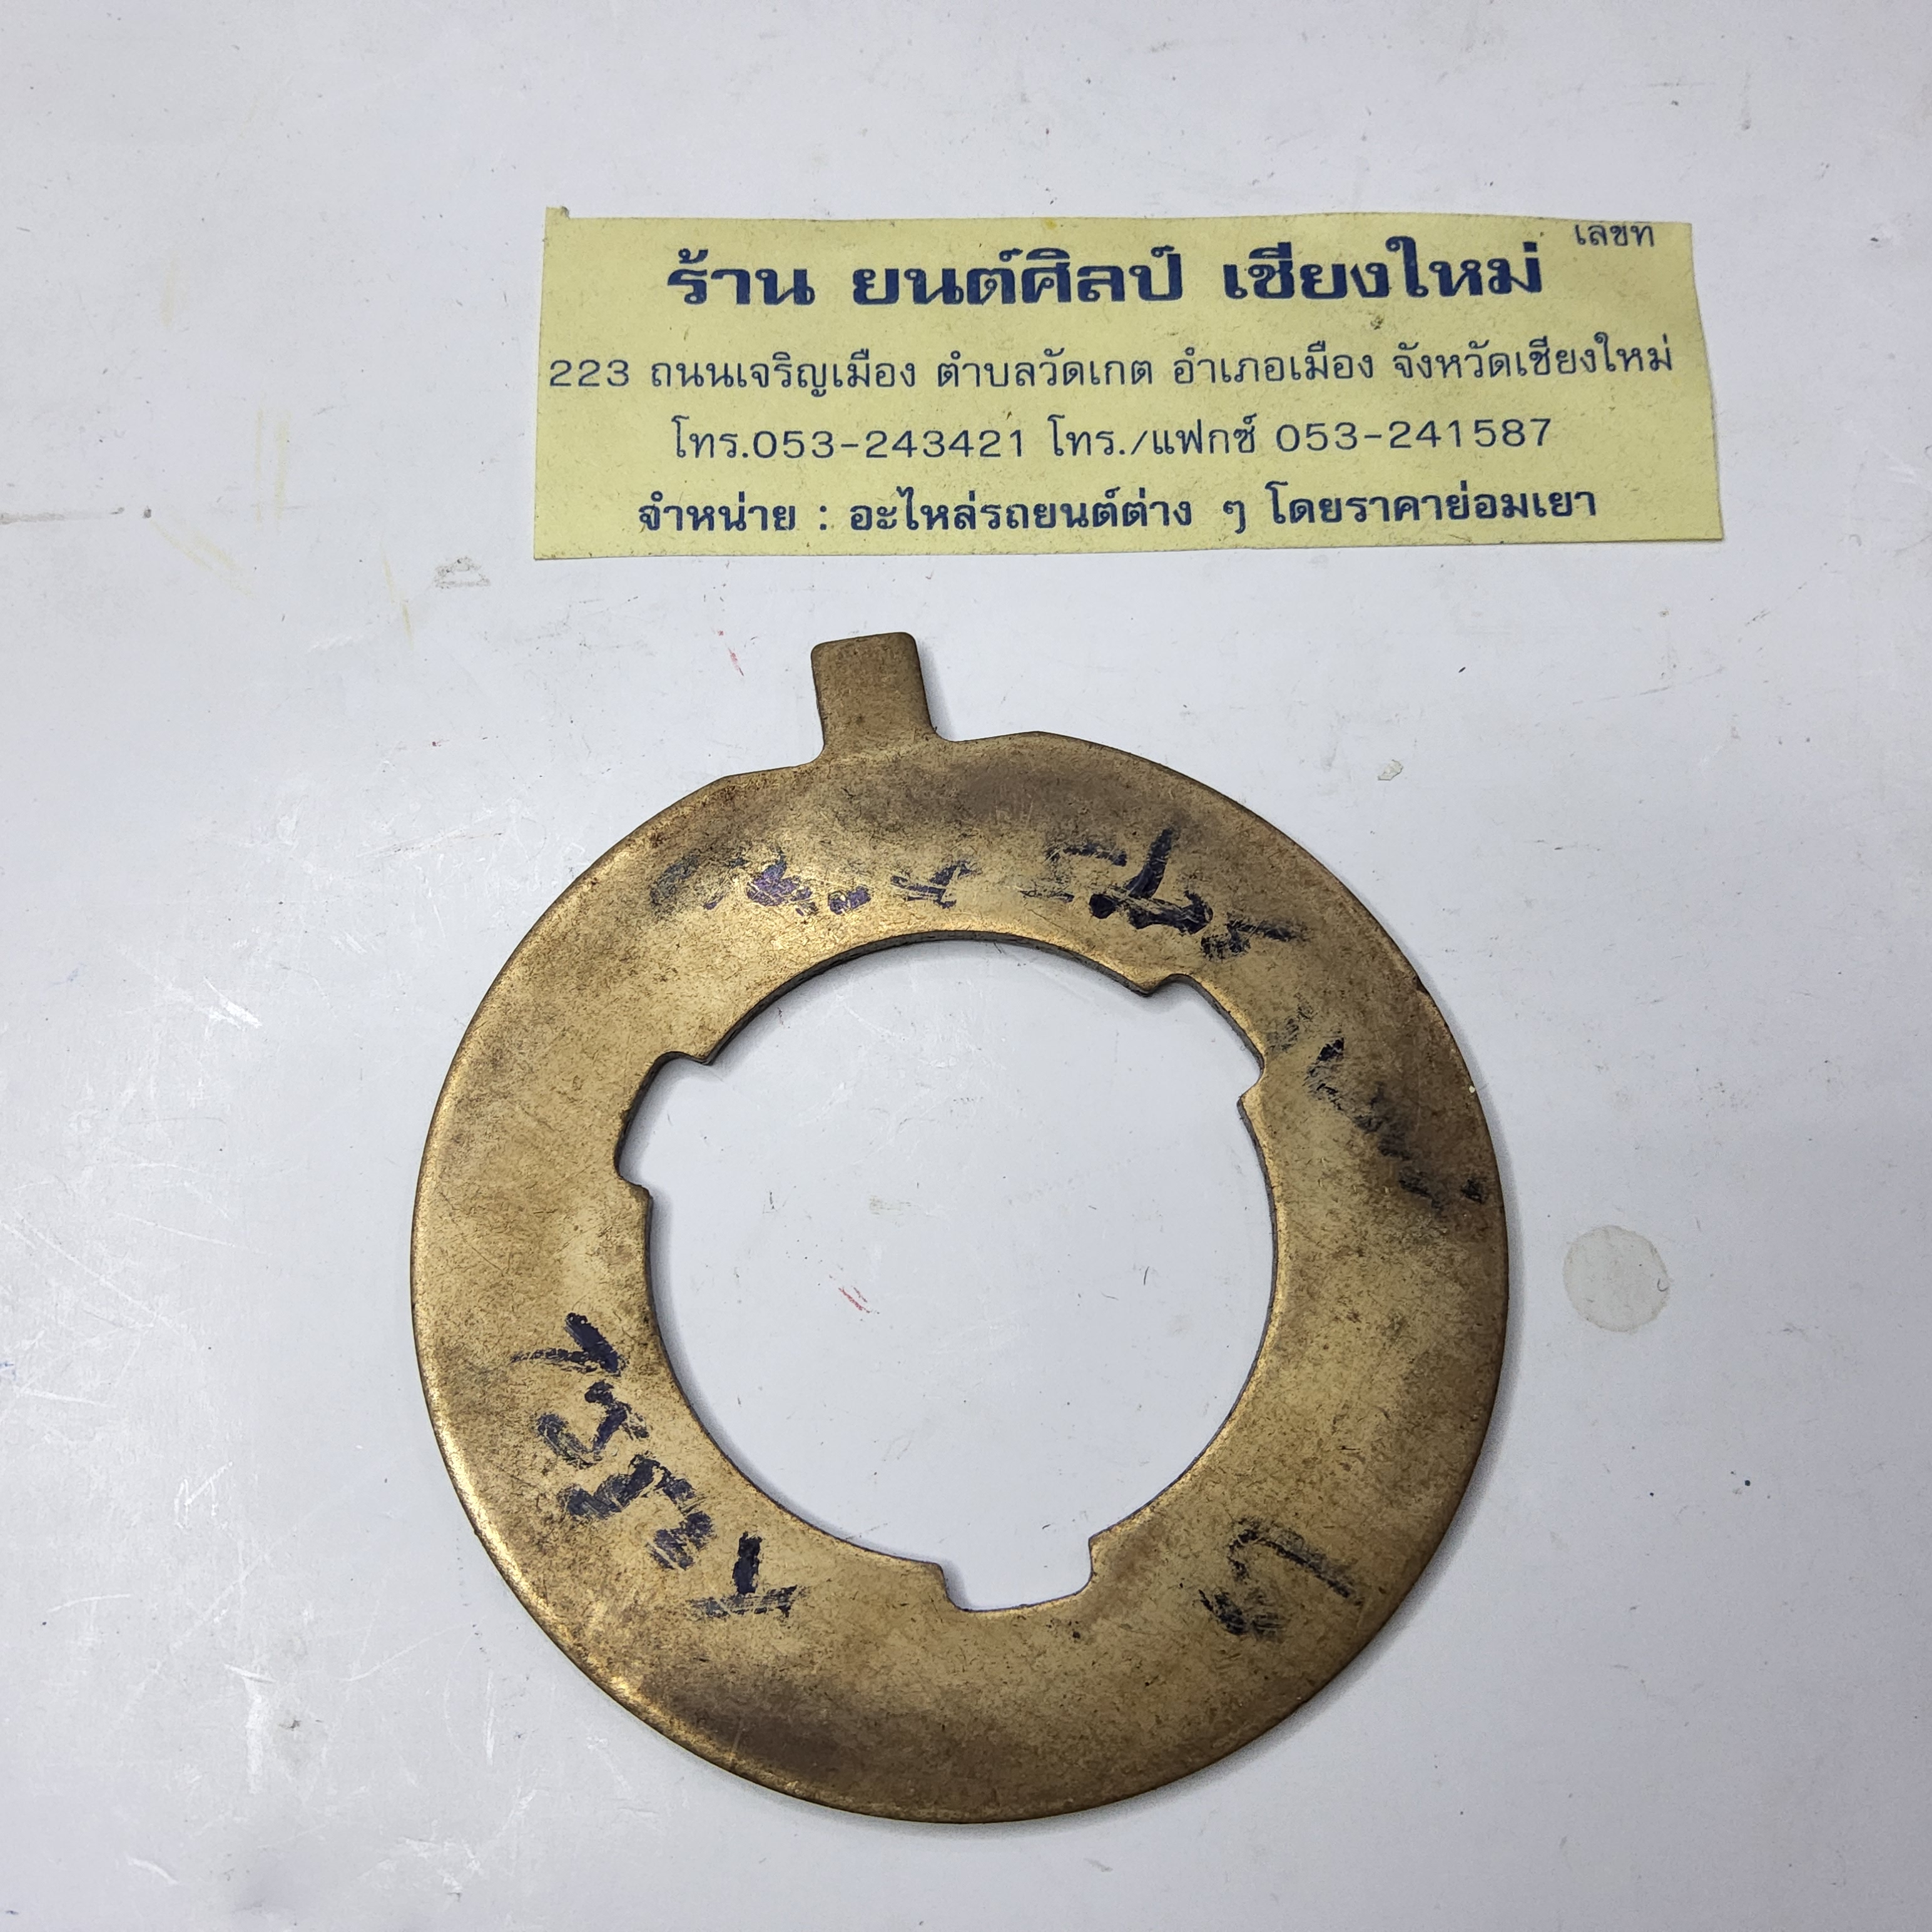 เลขที่
ร้าน ยนต์ศิลป์ เชียงใหม่
223 ถนนเจริญเมือง ตำบลวัดเกต อำเภอเมือง จังหวัดเชียงใหม่
โทร.053-243421 โทร./แฟกซ์ 053-241587
จำหน่าย : อะไหล่รถยนต์ต่าง ๆ โดยราคาย่อมเยา